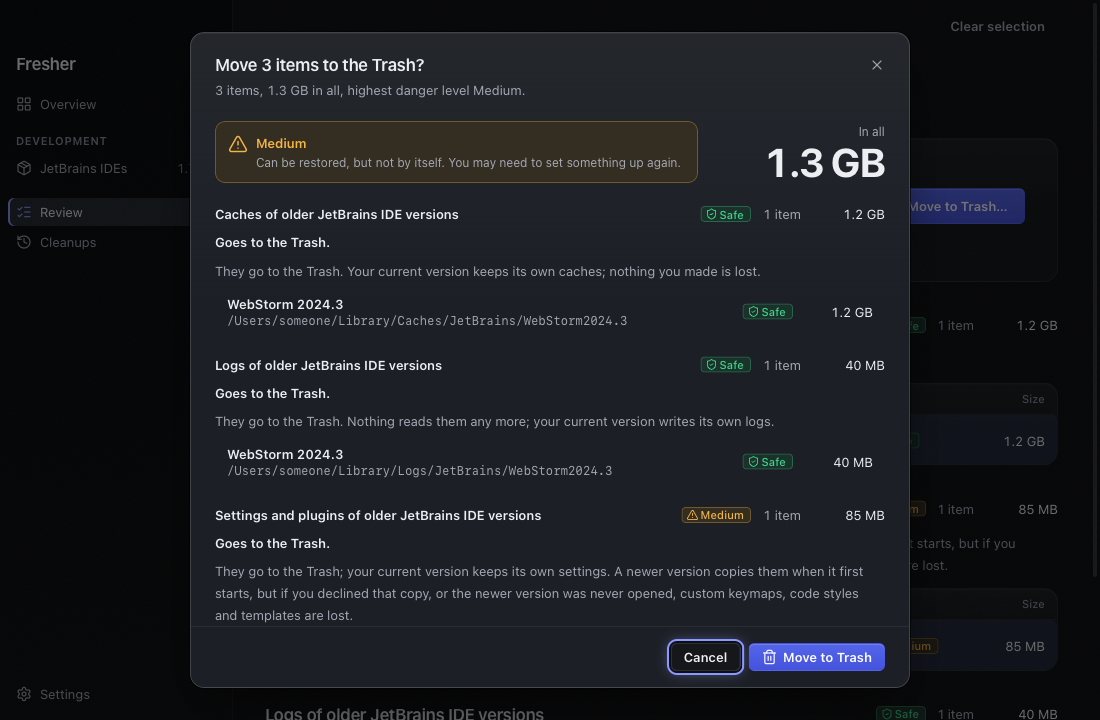 Clear selection
Fresher
Overview
DEVELOPMENT
JetBrains IDEs 1.
Review
Cleanups
Settings
Move 3 items to the Trash?
3 items, 1.3 GB in all, highest danger level Medium.
Medium
Can be restored, but not by itself. You may need to set something up again.
In all
1.3 GB
Caches of older JetBrains IDE versions Safe 1 item 1.2 GB
Goes to the Trash.
They go to the Trash. Your current version keeps its own caches; nothing you made is lost.
WebStorm 2024.3
/Users/someone/Library/Caches/JetBrains/WebStorm2024.3
Safe 1.2 GB
Logs of older JetBrains IDE versions Safe 1 item 40 MB
Goes to the Trash.
They go to the Trash. Nothing reads them any more; your current version writes its own logs.
WebStorm 2024.3
/Users/someone/Library/Logs/JetBrains/WebStorm2024.3
Safe 40 MB
Settings and plugins of older JetBrains IDE versions Medium 1 item 85 MB
Goes to the Trash.
They go to the Trash; your current version keeps its own settings. A newer version copies them when it first
starts, but if you declined that copy, or the newer version was never opened, custom keymaps, code styles
and templates are lost.
Cancel Move to Trash
Move to Trash...
1 item 1.2 GB
Size
1.2 GB
1 item 85 MB
starts, but if you
lost.
Size
85 MB
Logs of older JetBrains IDE versions Safe 1 item 40 MB